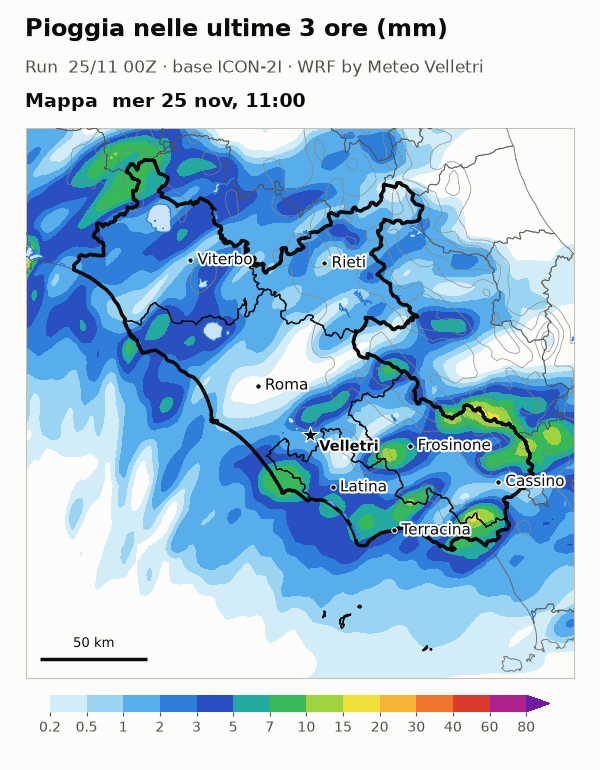 Pioggia nelle ultime 3 ore (mm)
Run 25/11 00Z · base ICON-2I · WRF by Meteo Velletri
Mappa mer 25 nov, 11:00
Viterbo
Rieti
Roma
Velletri
Frosinone
Latina
Cassino
Terracina
50 km
0.2 0.5 1 2 3 5 7 10 15 20 30 40 60 80